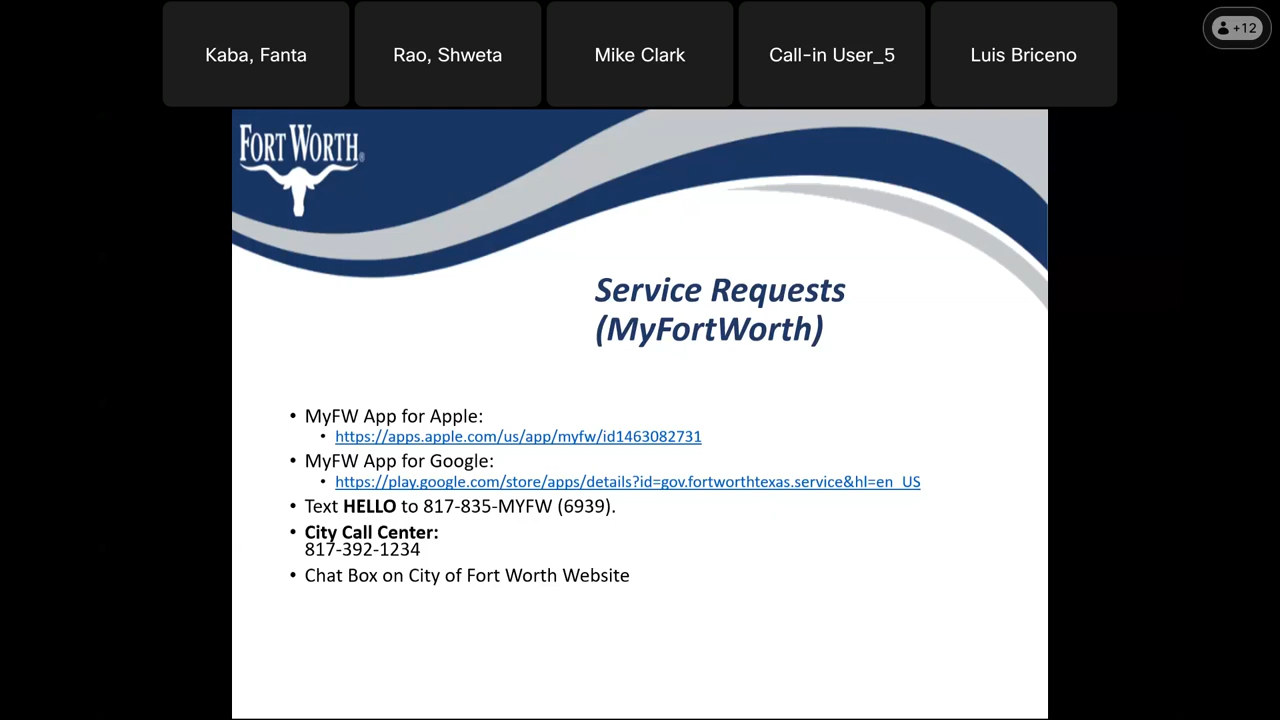 Kaba, Fanta
Rao, Shweta
Mike Clark
Call-in User_5
Luis Briceno
+12
FORT WORTH®
Service Requests
(MyFortWorth)
• MyFW App for Apple:
• https://apps.apple.com/us/app/myfw/id1463082731
• MyFW App for Google:
• https://play.google.com/store/apps/details?id=gov.fortworthtexas.service&hl=en_US
• Text HELLO to 817-835-MYFW (6939).
• City Call Center:
817-392-1234
• Chat Box on City of Fort Worth Website